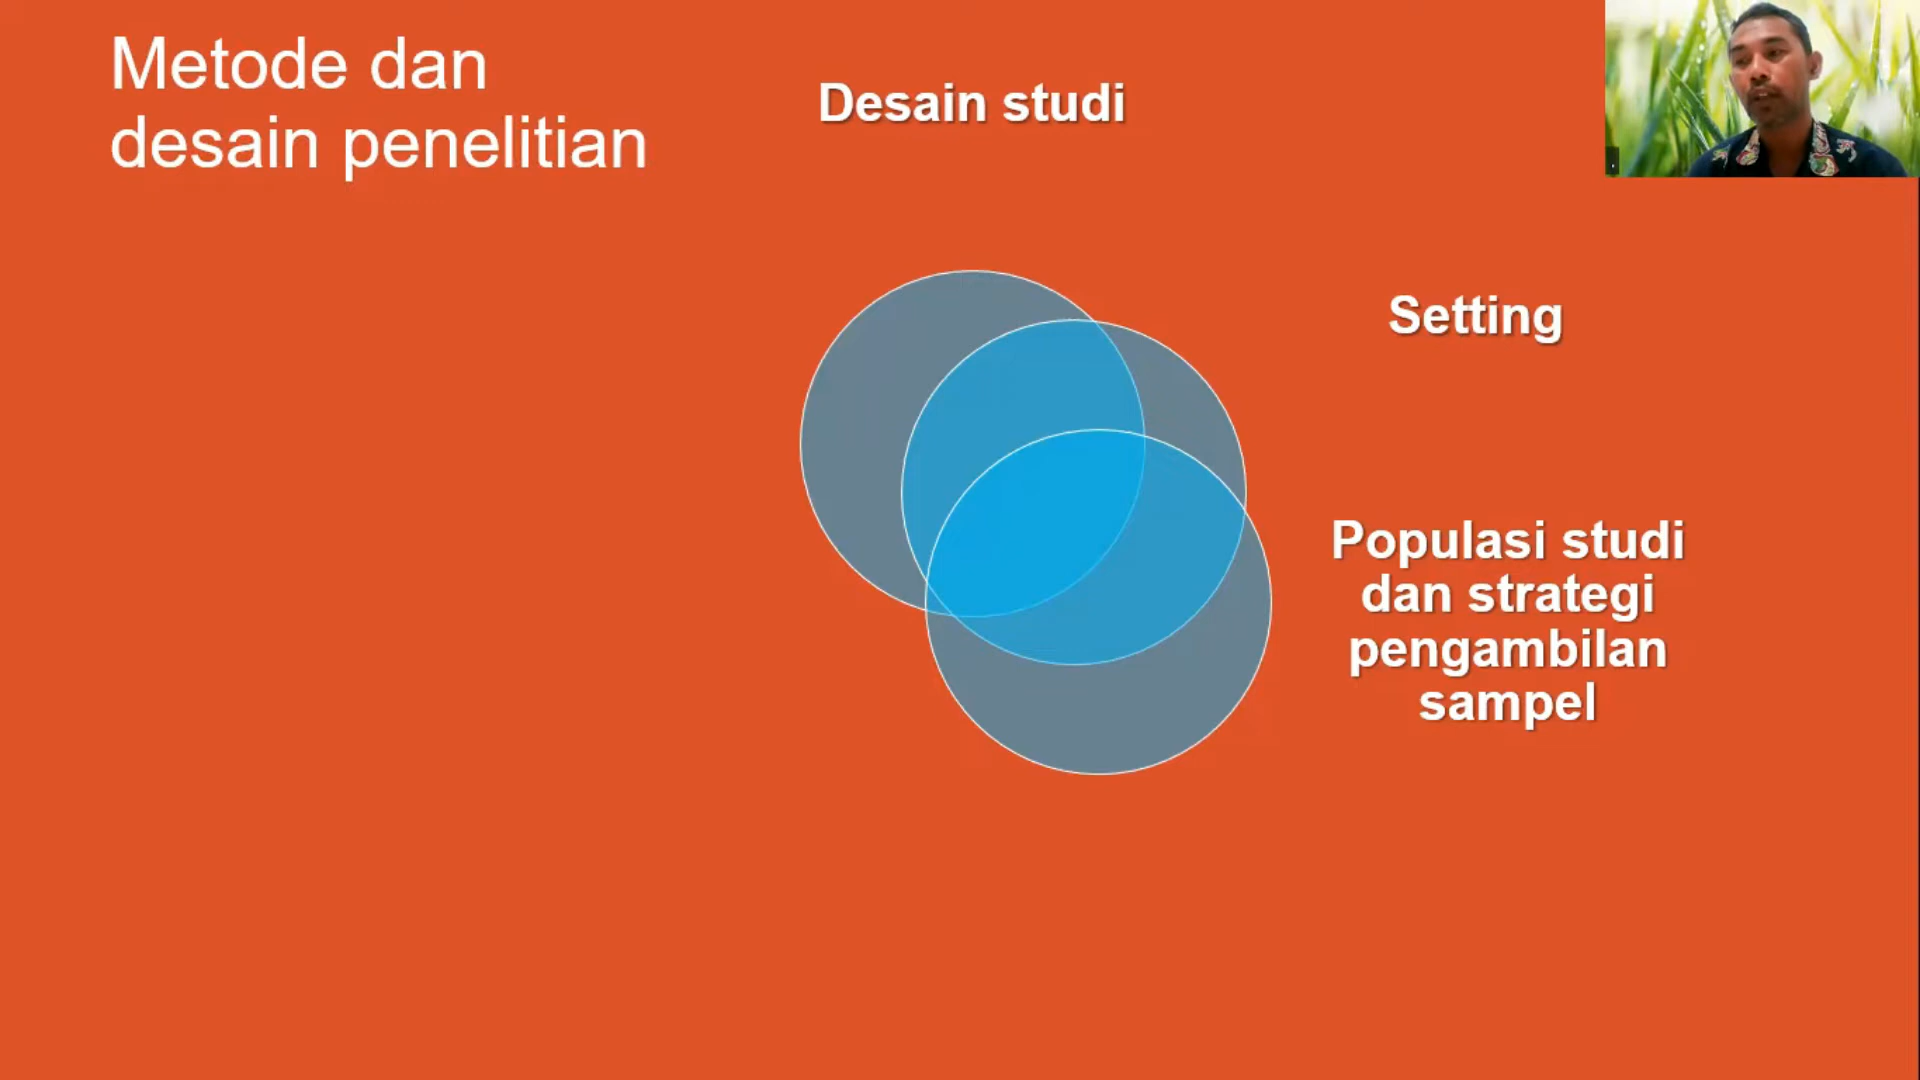 Metode dan
desain penelitian
Desain studi
Setting
Populasi studi
dan strategi
pengambilan
sampel